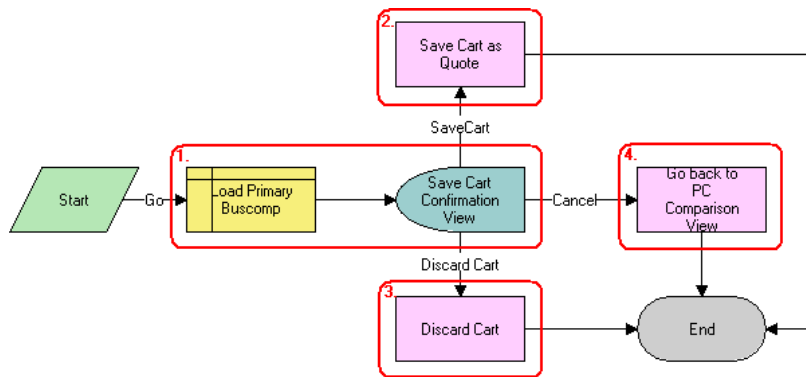 2.
Save Cart as
Quote
SaveCart
1.
4.
Start
Go
Load Primary
Buscomp
Save Cart
Confirmation
View
Cancel
Go back to
PC
Comparison
View
Discard Cart
3.
Discard Cart
End